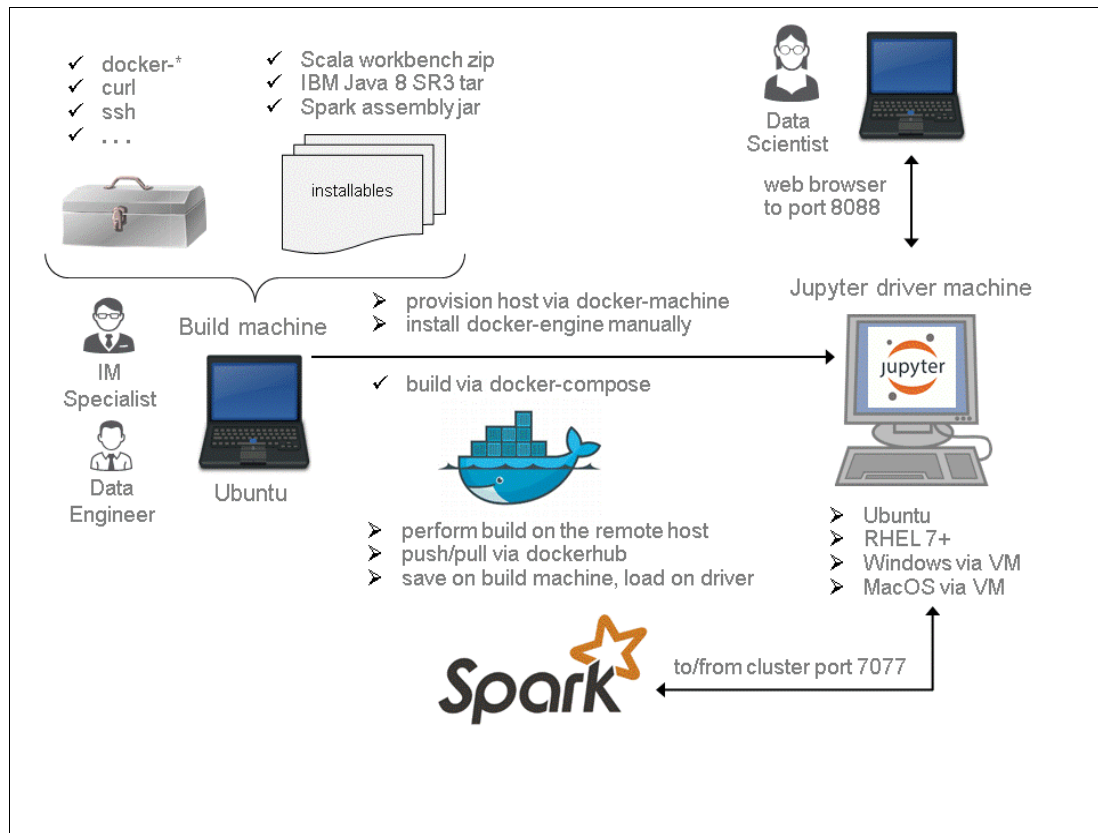 docker-*
curl
ssh
. . .
Scala workbench zip
IBM Java 8 SR3 tar
Spark assembly jar
installables
Data
Scientist
web browser
to port 8088
IM
Specialist
Data
Engineer
Build machine
Ubuntu
provision host via docker-machine
install docker-engine manually
build via docker-compose
perform build on the remote host
push/pull via dockerhub
save on build machine, load on driver
Jupyter driver machine
jupyter
Ubuntu
RHEL 7+
Windows via VM
MacOS via VM
Spark
to/from cluster port 7077